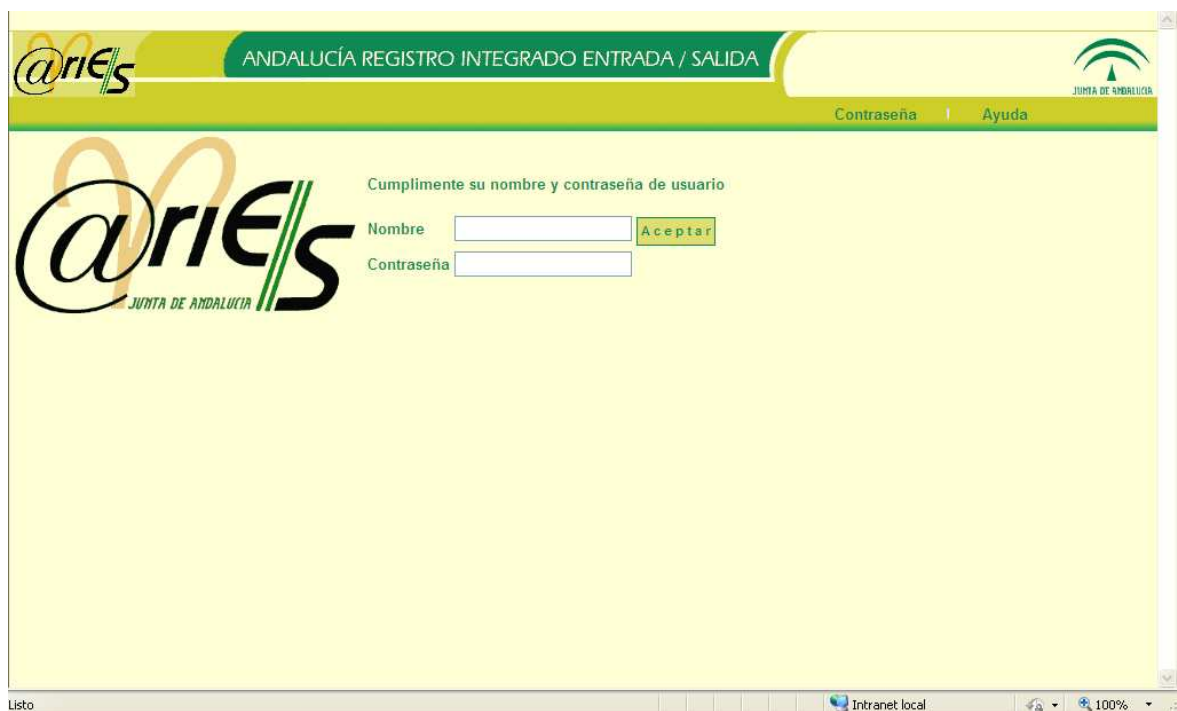 @rieS
ANDALUCÍA REGISTRO INTEGRADO ENTRADA / SALIDA
JUNTA DE ANDALUCIA
Contraseña | Ayuda
@rieS
JUNTA DE ANDALUCIA
Cumplimente su nombre y contraseña de usuario
Nombre
Aceptar
Contraseña
Listo
Intranet local
100%